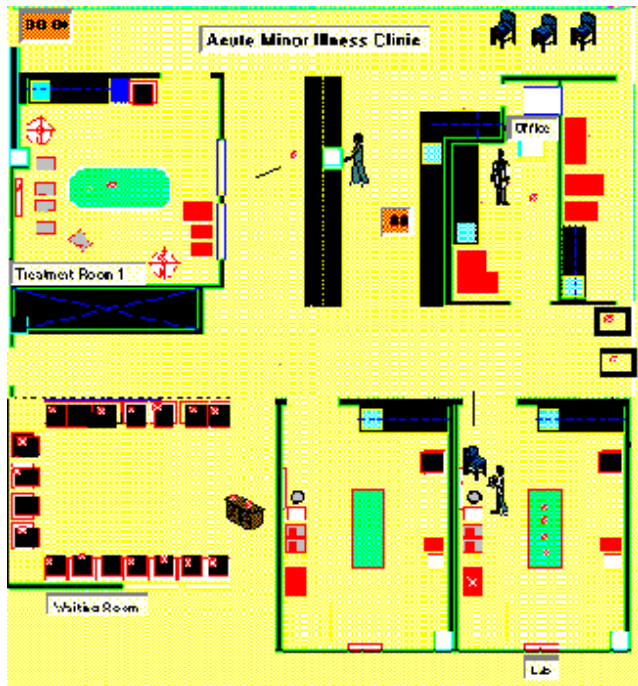 Acute Minor Illness Clinic
Office
Treatment Room 1
Waiting Room
Lab